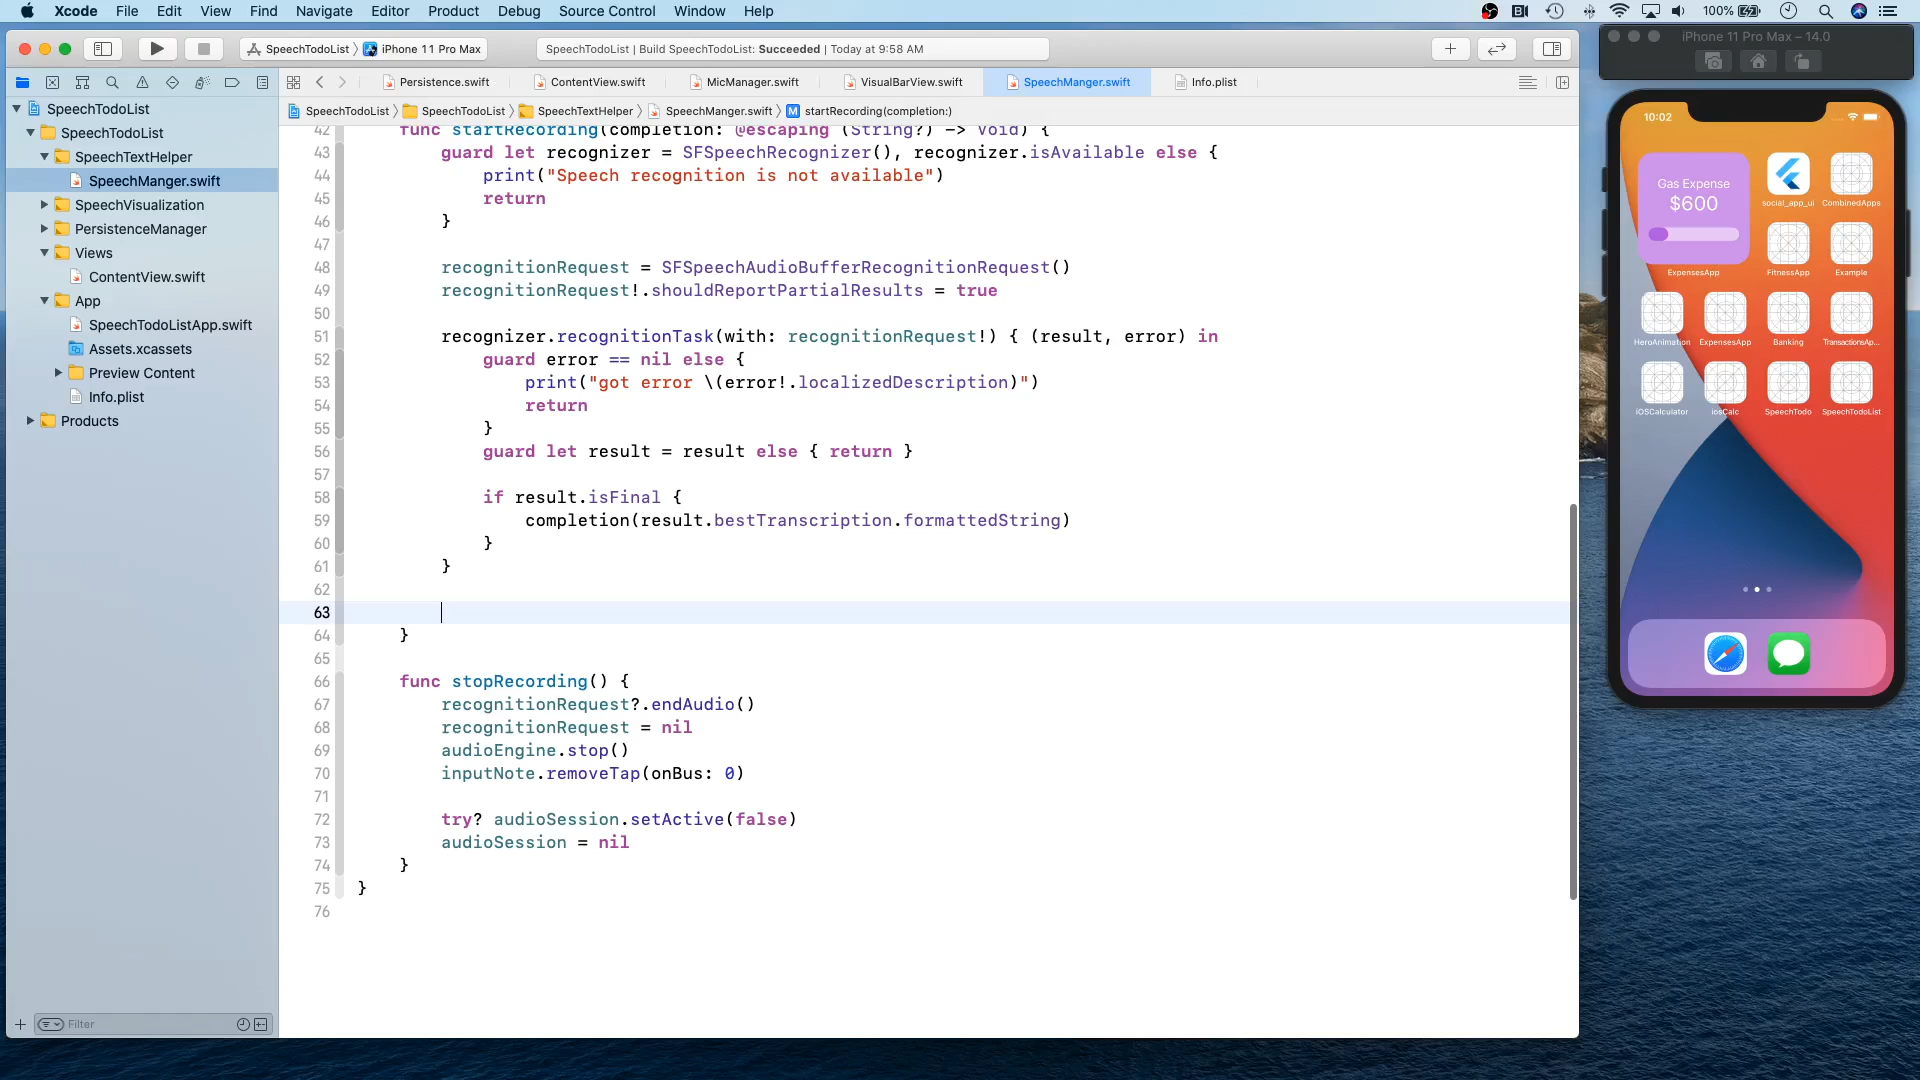 Xcode File Edit View Find Navigate Editor Product Debug Source Control Window Help
100%
SpeechTodoList 〉 iPhone 11 Pro Max
SpeechTodoList | Build SpeechTodoList: Succeeded | Today at 9:58 AM
iPhone 11 Pro Max – 14.0
Persistence.swift ContentView.swift MicManager.swift VisualBarView.swift SpeechManger.swift Info.plist
SpeechTodoList 〉 SpeechTodoList 〉 SpeechTextHelper 〉 SpeechManger.swift 〉 M startRecording(completion:)
SpeechTodoList
SpeechTodoList
SpeechTextHelper
SpeechManger.swift
SpeechVisualization
PersistenceManager
Views
ContentView.swift
App
SpeechTodoListApp.swift
Assets.xcassets
Preview Content
Info.plist
Products
Filter
42 func startRecording(completion: @escaping (String?) -> Void) {
43 guard let recognizer = SFSpeechRecognizer(), recognizer.isAvailable else {
44 print("Speech recognition is not available")
45 return
46 }
47
48 recognitionRequest = SFSpeechAudioBufferRecognitionRequest()
49 recognitionRequest!.shouldReportPartialResults = true
50
51 recognizer.recognitionTask(with: recognitionRequest!) { (result, error) in
52 guard error == nil else {
53 print("got error \(error!.localizedDescription)")
54 return
55 }
56 guard let result = result else { return }
57
58 if result.isFinal {
59 completion(result.bestTranscription.formattedString)
60 }
61 }
62
63
64 }
65
66 func stopRecording() {
67 recognitionRequest?.endAudio()
68 recognitionRequest = nil
69 audioEngine.stop()
70 inputNote.removeTap(onBus: 0)
71
72 try? audioSession.setActive(false)
73 audioSession = nil
74 }
75 }
76
10:02
Gas Expense
$600
ExpensesApp
social_app_ui CombinedApps
FitnessApp Example
HeroAnimation ExpensesApp Banking TransactionsAp...
iOSCalculator iosCalc SpeechTodo SpeechTodoList